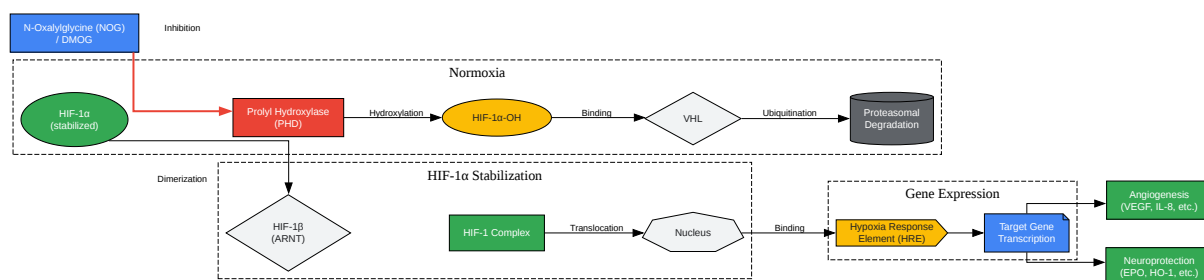 N-Oxalylglycine (NOG)
/ DMOG
Inhibition
Normoxia
HIF-1α
(stabilized)
Prolyl Hydroxylase
(PHD)
Hydroxylation
HIF-1α-OH
Binding
VHL
Ubiquitination
Proteasomal
Degradation
Dimerization
HIF-1α Stabilization
HIF-1β
(ARNT)
HIF-1 Complex
Translocation
Nucleus
Binding
Gene Expression
Hypoxia Response
Element (HRE)
Target Gene
Transcription
Angiogenesis
(VEGF, IL-8, etc.)
Neuroprotection
(EPO, HO-1, etc.)